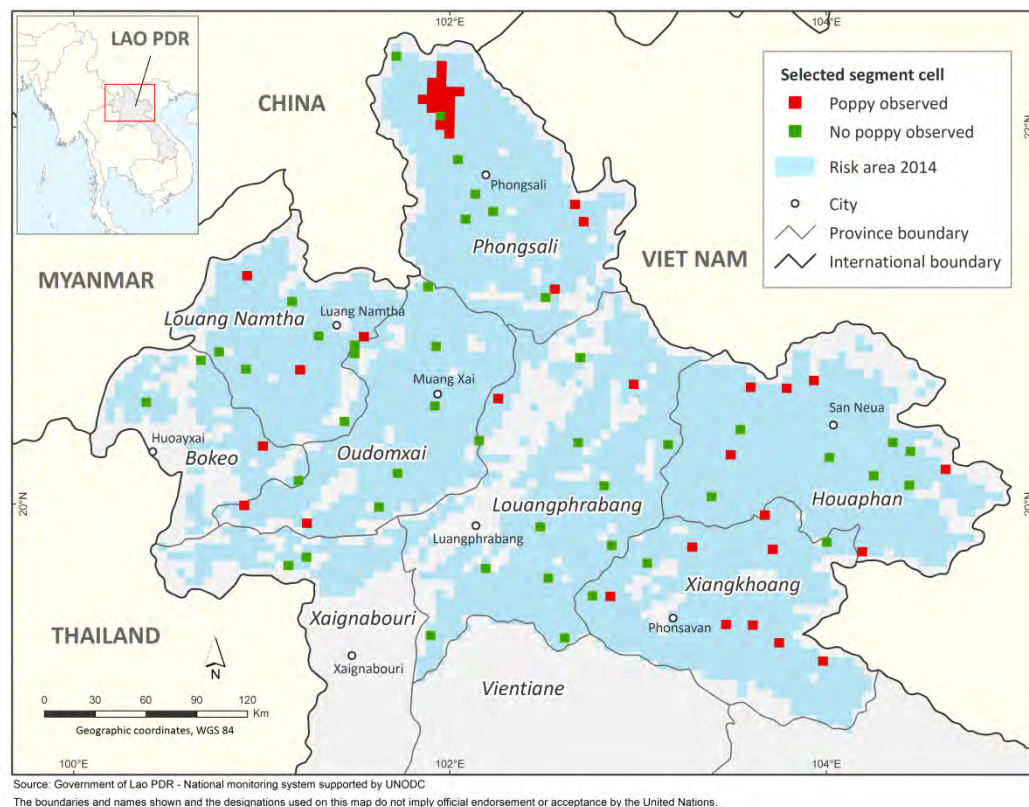 102°E
104°E
LAO PDR
CHINA
Selected segment cell
Poppy observed
No poppy observed
Risk area 2014
City
Province boundary
International boundary
22°N
22°N
Phongsali
Phongsali
VIET NAM
MYANMAR
Louang Namtha
Luang Namtha
Muang Xai
San Neua
Huoayxai
Bokeo
Oudomxai
Louangphrabang
Houaphan
20°N
20°N
Luangphrabang
Xiangkhoang
Xaignabouri
Phonsavan
THAILAND
N
Xaignabouri
Vientiane
0 30 60 90 120
Km
Geographic coordinates, WGS 84
100°E
102°E
104°E
Source: Government of Lao PDR - National monitoring system supported by UNODC
The boundaries and names shown and the designations used on this map do not imply official endorsement or acceptance by the United Nations.